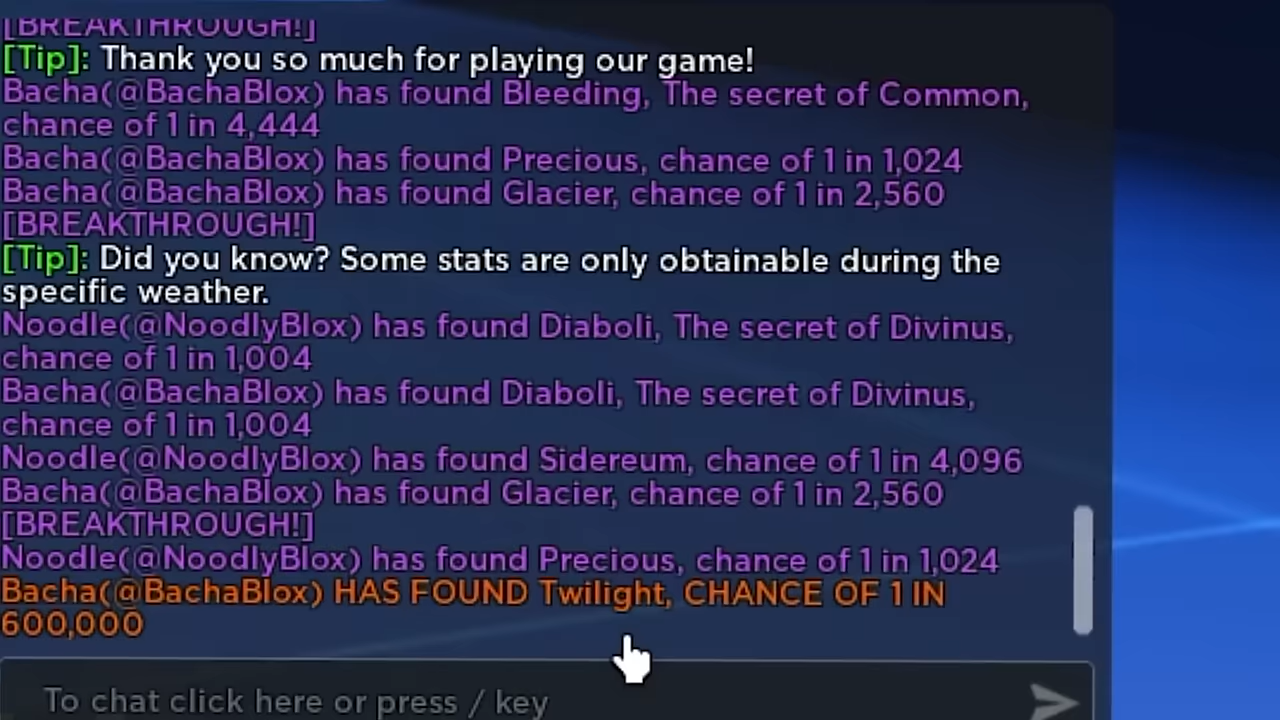 [BREAKTHROUGH!]
[Tip]: Thank you so much for playing our game!
Bacha(@BachaBlox) has found Bleeding, The secret of Common,
chance of 1 in 4,444
Bacha(@BachaBlox) has found Precious, chance of 1 in 1,024
Bacha(@BachaBlox) has found Glacier, chance of 1 in 2,560
[BREAKTHROUGH!]
[Tip]: Did you know? Some stats are only obtainable during the
specific weather.
Noodle(@NoodlyBlox) has found Diaboli, The secret of Divinus,
chance of 1 in 1,004
Bacha(@BachaBlox) has found Diaboli, The secret of Divinus,
chance of 1 in 1,004
Noodle(@NoodlyBlox) has found Sidereum, chance of 1 in 4,096
Bacha(@BachaBlox) has found Glacier, chance of 1 in 2,560
[BREAKTHROUGH!]
Noodle(@NoodlyBlox) has found Precious, chance of 1 in 1,024
Bacha(@BachaBlox) HAS FOUND Twilight, CHANCE OF 1 IN
600,000
To chat click here or press / key